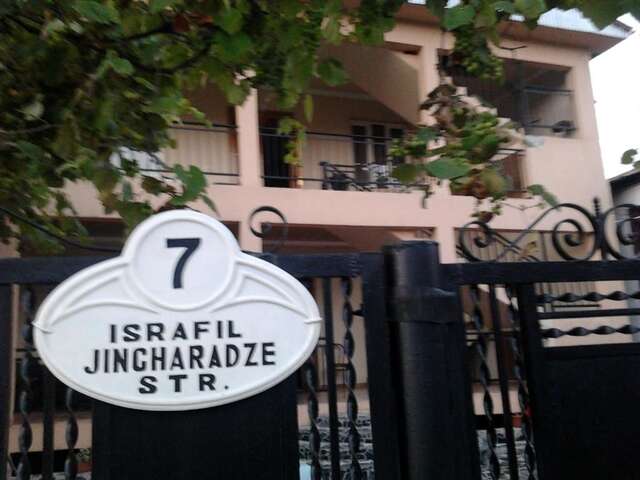 7
ISRAFIL
JINCHARADZE
STR.